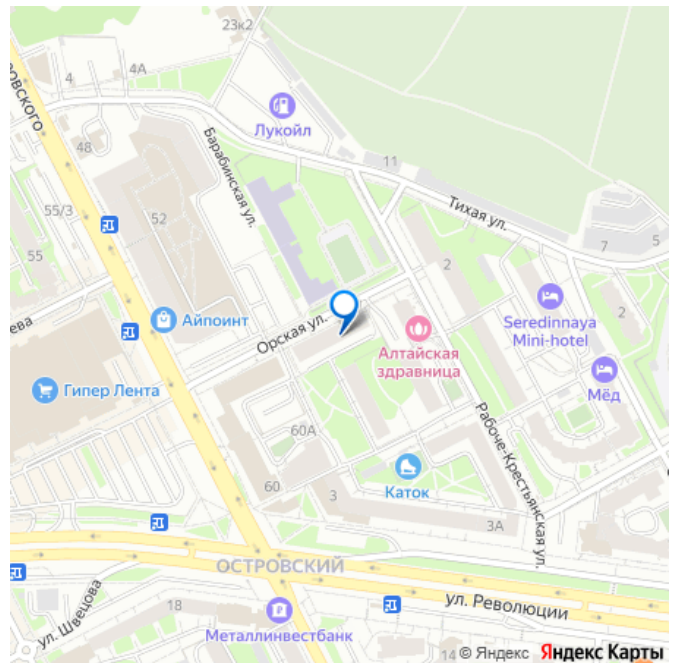 23к2
4
4А
РОВСКОГО
Лукойл
48
Барабинская ул.
11
Тихая ул.
55/3
52
55
7
5
2
ева
Айпоинт
Орская ул.
Seredinnaya
Mini-hotel
2
Алтайская
здравница
Гипер Лента
Мёд
60А
Рабоче-Крестьянская ул.
60
3
Каток
3А
ОСТРОВСКИЙ
ул. Швецова
18
ул. Революции
Металлинвестбанк
14
© Яндекс Яндекс Карты